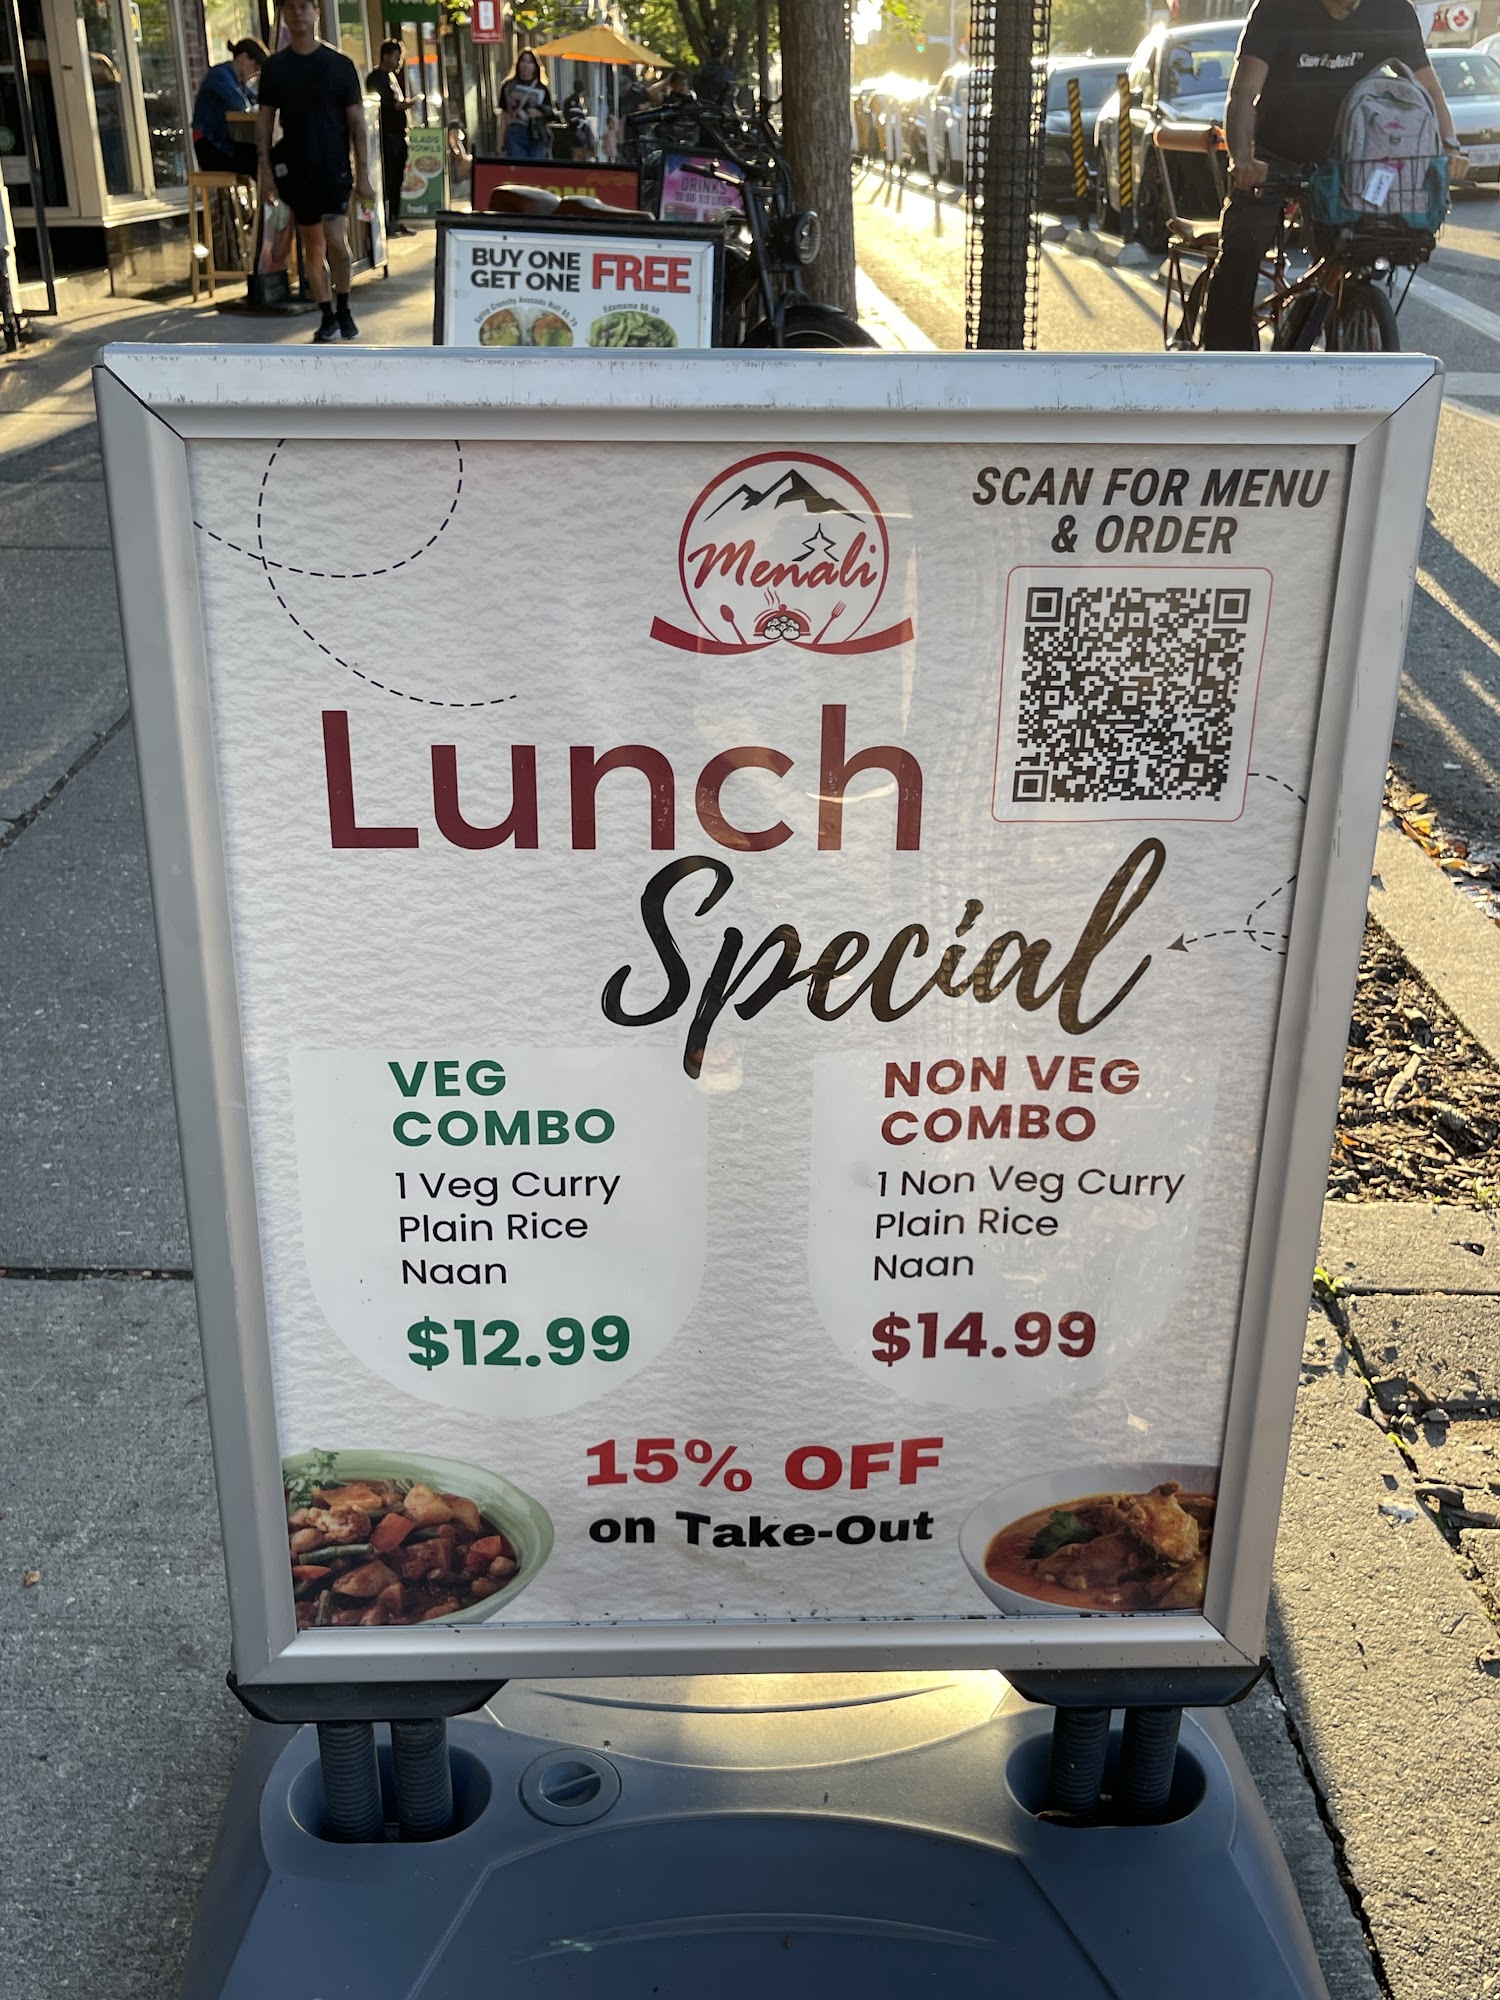 BUY ONE
GET ONE FREE
DRINKS
SCAN FOR MENU
& ORDER
Menali
Lunch
Special
VEG
COMBO
1 Veg Curry
Plain Rice
Naan
$12.99
NON VEG
COMBO
1 Non Veg Curry
Plain Rice
Naan
$14.99
15% OFF
on Take-Out